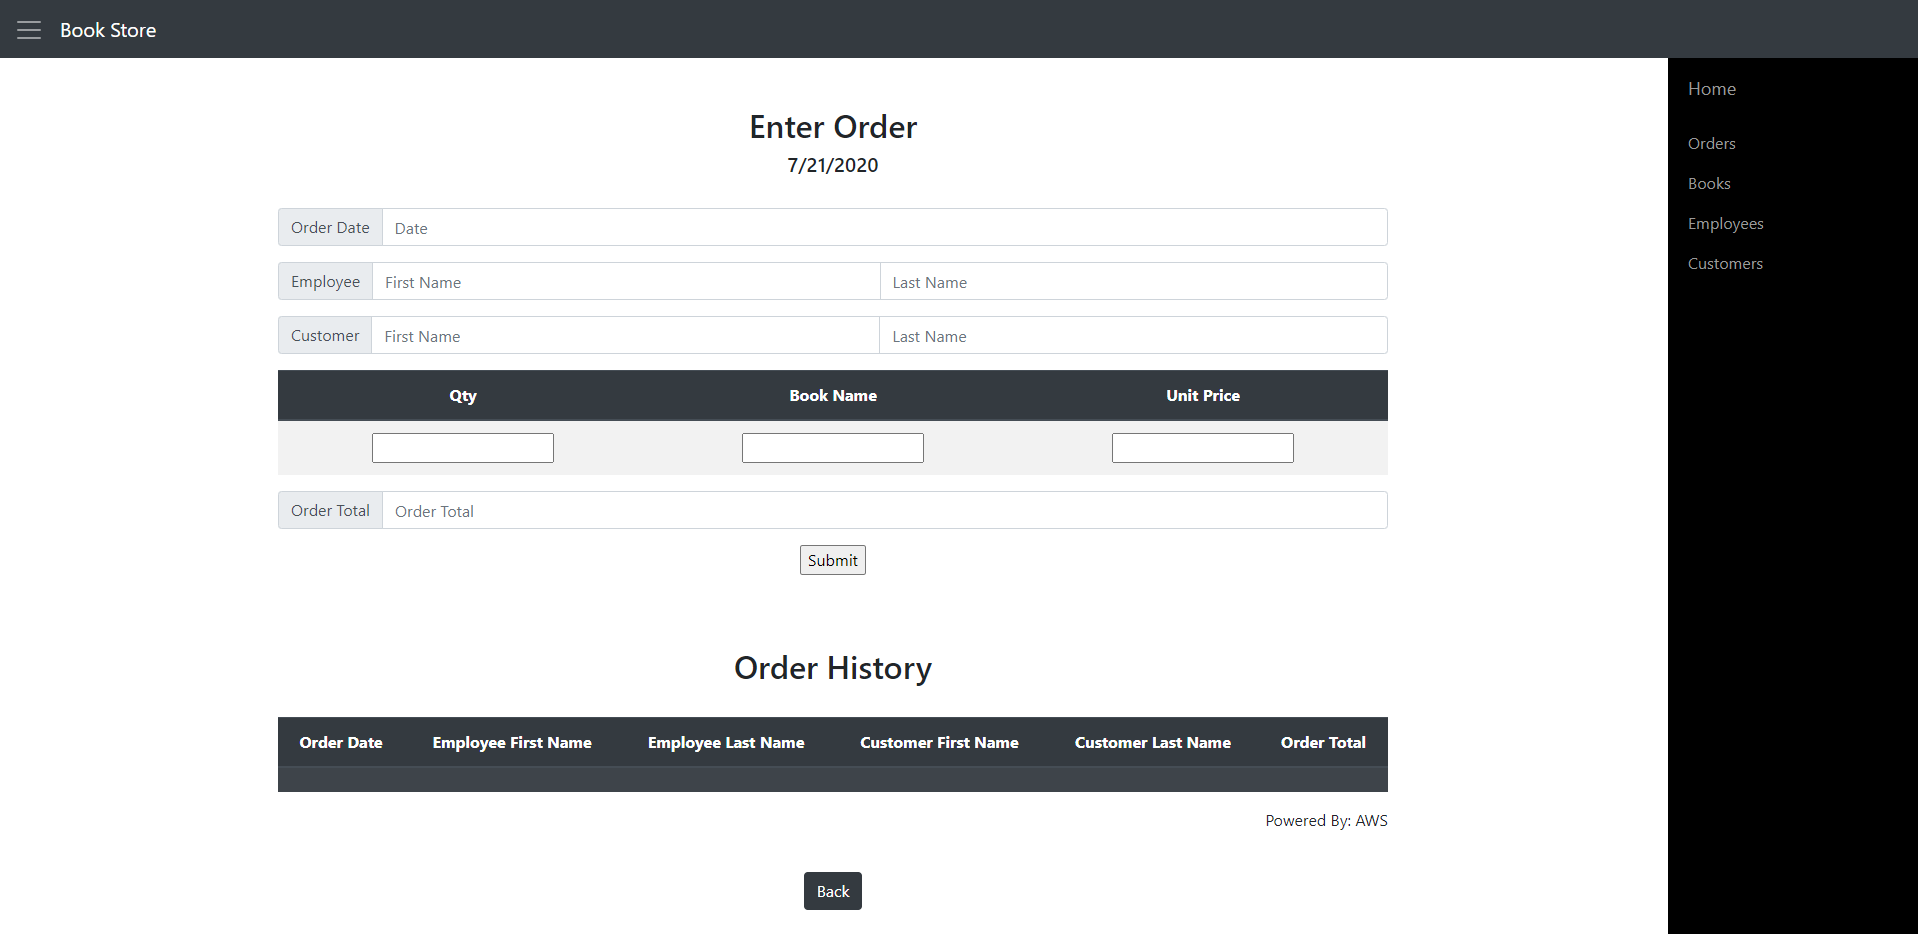 Book Store
Home
Orders
Books
Employees
Customers
Enter Order
7/21/2020
Order Date Date
Employee First Name Last Name
Customer First Name Last Name
Qty Book Name Unit Price
Order Total Order Total
Submit
Order History
Order Date Employee First Name Employee Last Name Customer First Name Customer Last Name Order Total
Powered By: AWS
Back